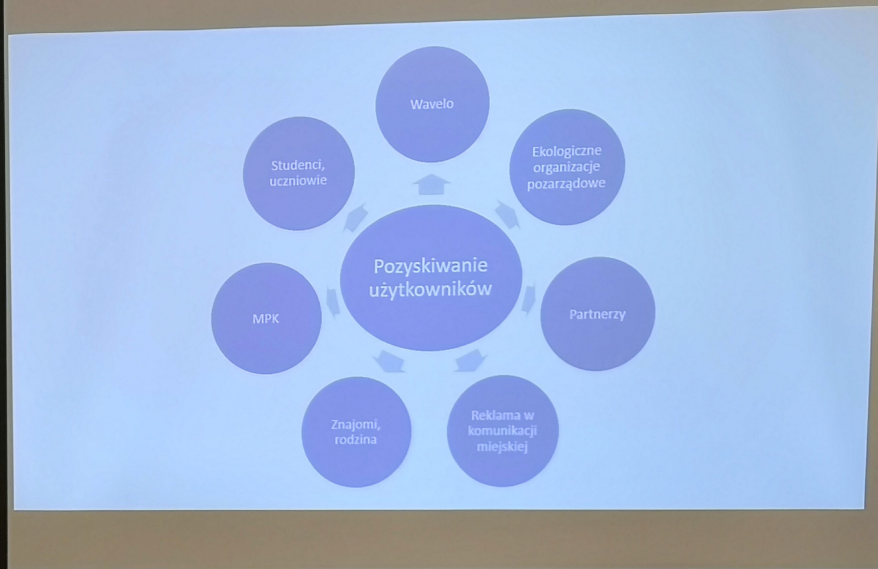 Wavelo
Ekologiczne
organizacje
pozarządowe
Partnerzy
Reklama w
komunikacji
miejskiej
Znajomi,
rodzina
MPK
Studenci,
uczniowie
Pozyskiwanie
użytkowników